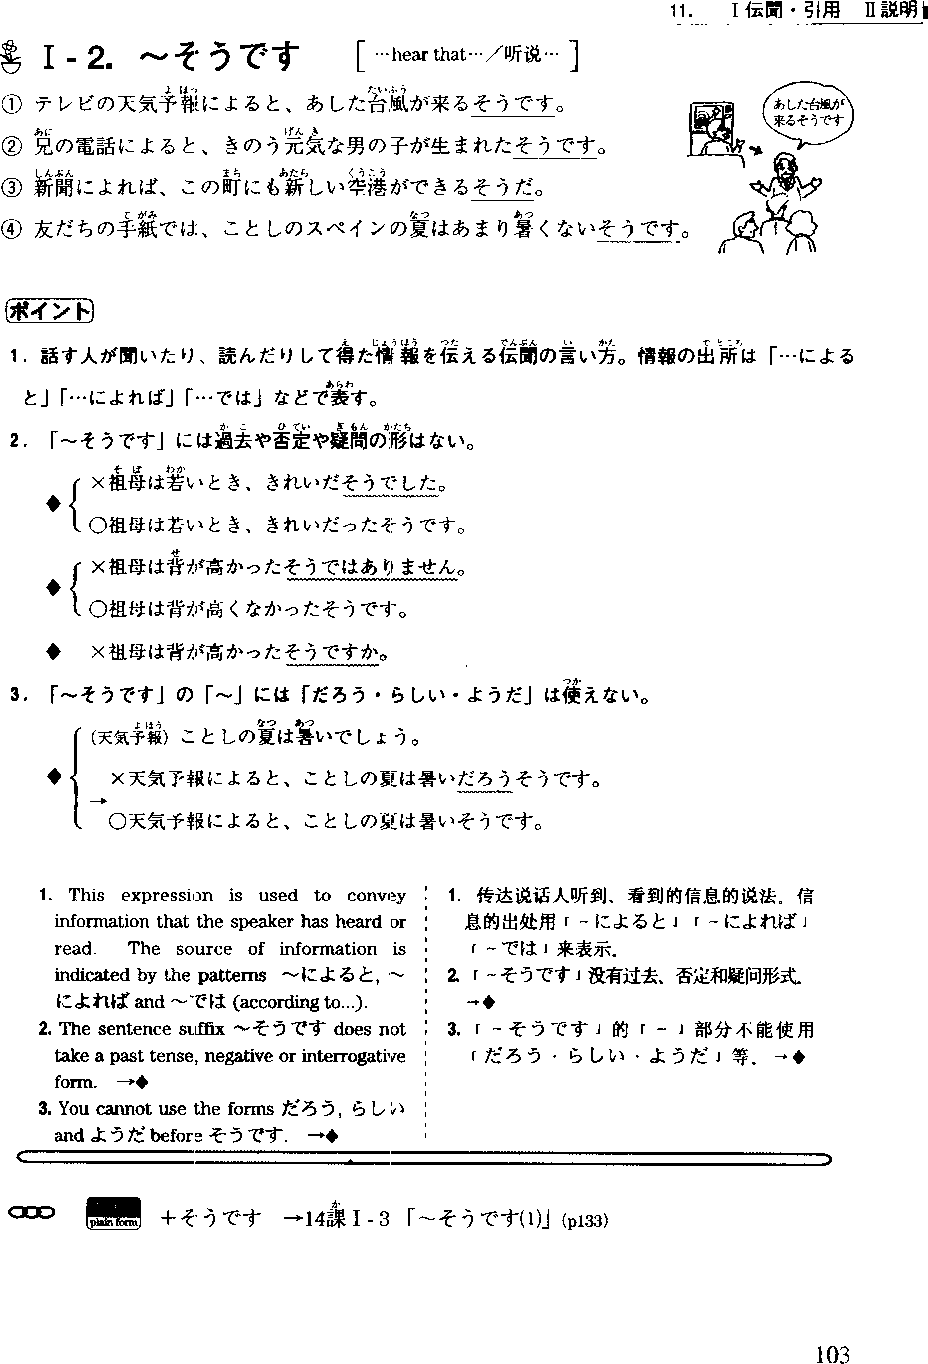 11. Ⅰ伝聞・引用 Ⅱ説明
Ⅰ-2. ～そうです […hear that…／听说…]
① テレビの天気予報によると、あした台風が来るそうです。
② 兄の電話によると、きのう元気な男の子が生まれたそうです。
③ 新聞によれば、この町にも新しい空港ができるそうだ。
④ 友だちの手紙では、ことしのスペインの夏はあまり暑くないそうです。
あした台風が
来るそうです
ポイント
1. 話す人が聞いたり、読んだりして得た情報を伝える伝聞の言い方。情報の出所は「…による
と」「…によれば」「…では」などで表す。
2. 「～そうです」には過去や否定や疑問の形はない。
◆ ×祖母は若いとき、きれいだそうでした。
○祖母は若いとき、きれいだったそうです。
◆ ×祖母は背が高かったそうではありません。
○祖母は背が高くなかったそうです。
◆ ×祖母は背が高かったそうですか。
3. 「～そうです」の「～」には「だろう・らしい・ようだ」は使えない。
◆ (天気予報) ことしの夏は暑いでしょう。
→ ×天気予報によると、ことしの夏は暑いだろうそうです。
○天気予報によると、ことしの夏は暑いそうです。
1. This expression is used to convey
information that the speaker has heard or
read. The source of information is
indicated by the patterns ～によると, ～
によれば and ～では (according to...).
2. The sentence suffix ～そうです does not
take a past tense, negative or interrogative
form. →◆
3. You cannot use the forms だろう, らしい
and ようだ before そうです. →◆
1. 传达说话人听到、看到的信息的说法. 信
息的出处用「～によると」「～によれば」
「～では」来表示.
2. 「～そうです」没有过去、否定和疑问形式.
→◆
3. 「～そうです」的「～」部分不能使用
「だろう・らしい・ようだ」等. →◆
plain form ＋そうです →14課Ⅰ-3「～そうです(1)」(p133)
103